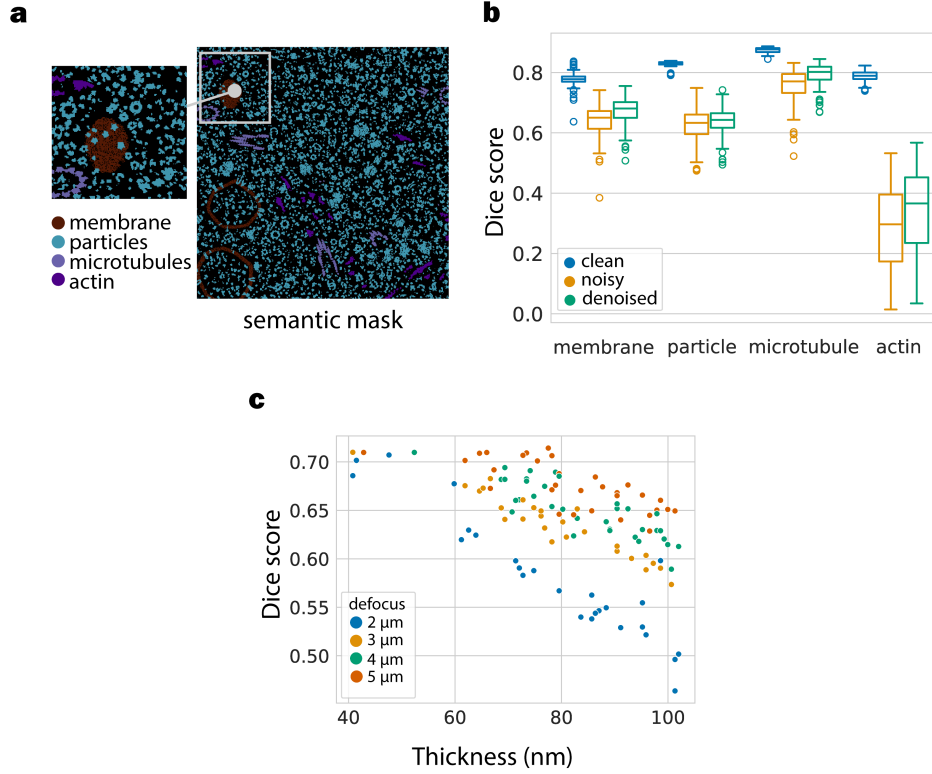 a
membrane
particles
microtubules
actin
semantic mask
b
Dice score
0.8
0.6
0.4
0.2
0.0
clean
noisy
denoised
membrane particle microtubule actin
c
Dice score
0.70
0.65
0.60
0.55
0.50
defocus
2 μm
3 μm
4 μm
5 μm
40 60 80 100
Thickness (nm)